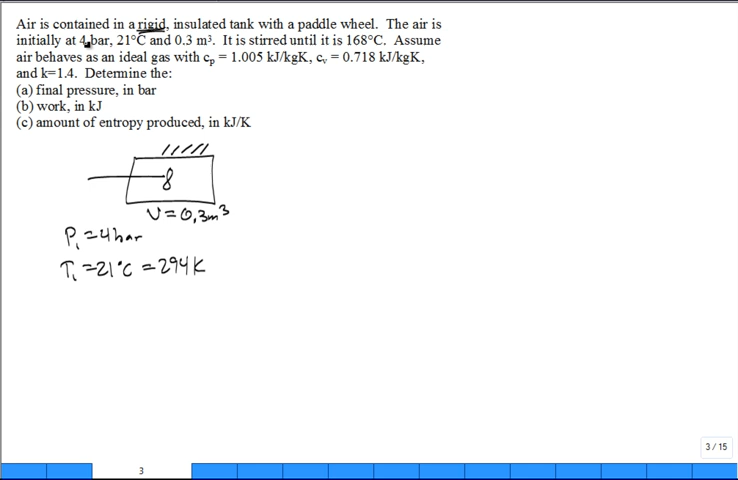 Air is contained in a rigid, insulated tank with a paddle wheel. The air is
initially at 4 bar, 21°C and 0.3 m³. It is stirred until it is 168°C. Assume
air behaves as an ideal gas with cₚ = 1.005 kJ/kgK, cᵥ = 0.718 kJ/kgK,
and k=1.4. Determine the:
(a) final pressure, in bar
(b) work, in kJ
(c) amount of entropy produced, in kJ/K
V = 0.3m³
P₁ = 4bar
T₁ = 21°C = 294K
3 / 15
3